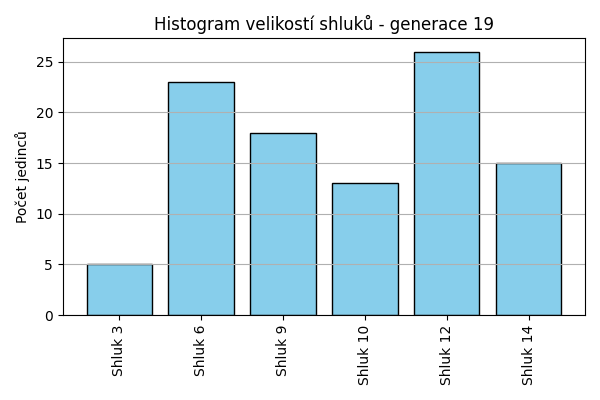 Histogram velikostí shluků - generace 19
Počet jedinců
25
20
15
10
5
0
Shluk 3
Shluk 6
Shluk 9
Shluk 10
Shluk 12
Shluk 14